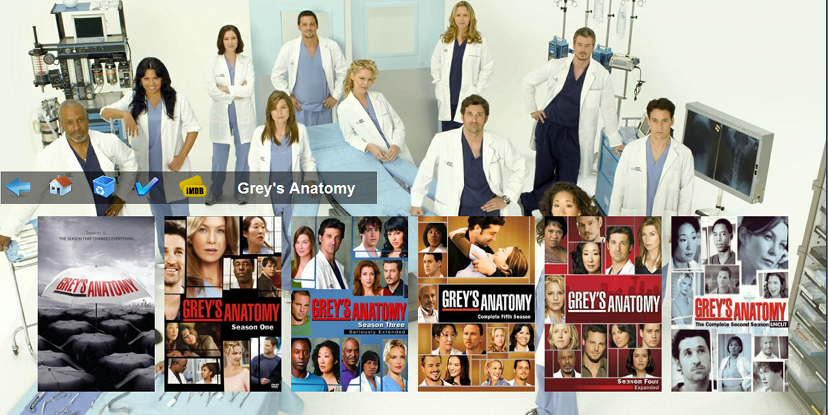 IMDB
Grey's Anatomy
Season 6
THE SEASON THAT CHANGES EVERYTHING.
GREY'S ANATOMY
GREY'S ANATOMY
Season One
DVD
GREY'S ANATOMY
Season Three
Seriously Extended
GREY'S ANATOMY
Complete Fifth Season
GREY'S ANATOMY
Season Four
Expanded
GREY'S ANATOMY
The Complete Second Season UNCUT